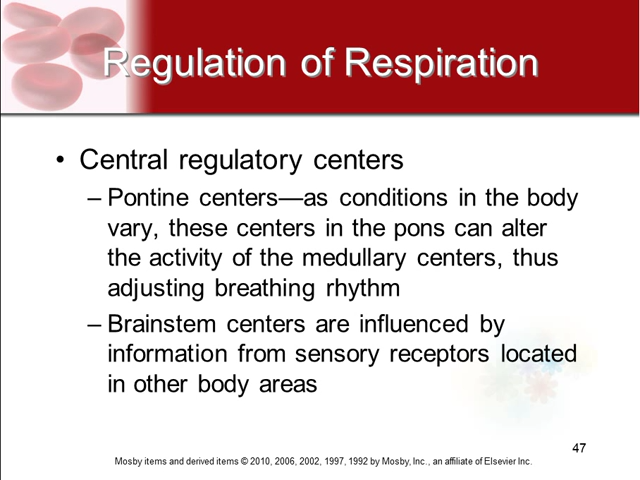 Regulation of Respiration
• Central regulatory centers
– Pontine centers—as conditions in the body
vary, these centers in the pons can alter
the activity of the medullary centers, thus
adjusting breathing rhythm
– Brainstem centers are influenced by
information from sensory receptors located
in other body areas
47
Mosby items and derived items © 2010, 2006, 2002, 1997, 1992 by Mosby, Inc., an affiliate of Elsevier Inc.